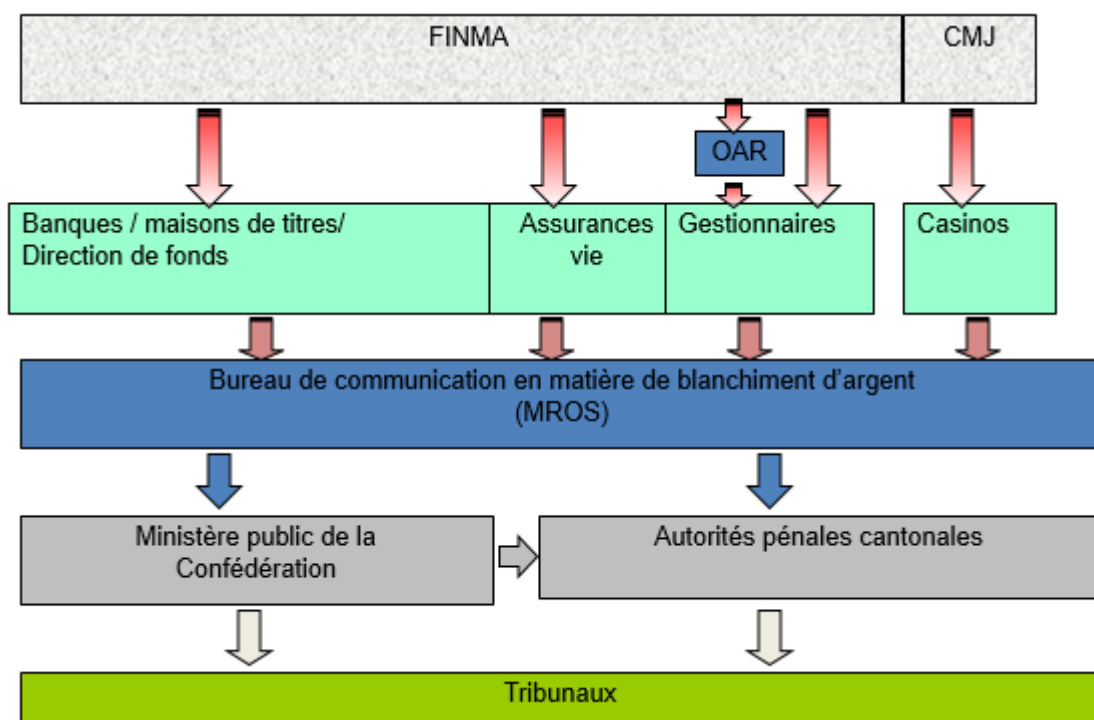 FINMA
CMJ
OAR
Banques / maisons de titres/
Direction de fonds
Assurances
vie
Gestionnaires
Casinos
Bureau de communication en matière de blanchiment d’argent
(MROS)
Ministère public de la
Confédération
Autorités pénales cantonales
Tribunaux